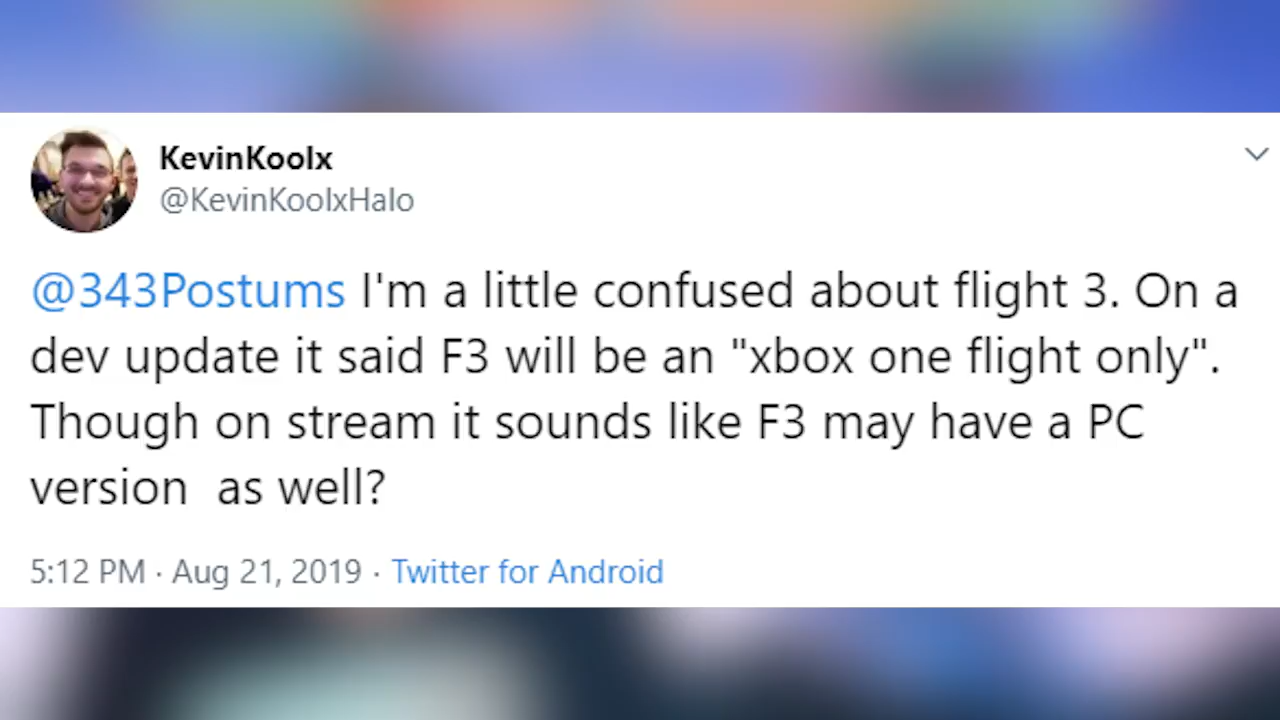 KevinKoolx
@KevinKoolxHalo
@343Postums I'm a little confused about flight 3. On a
dev update it said F3 will be an "xbox one flight only".
Though on stream it sounds like F3 may have a PC
version  as well?
5:12 PM · Aug 21, 2019 · Twitter for Android